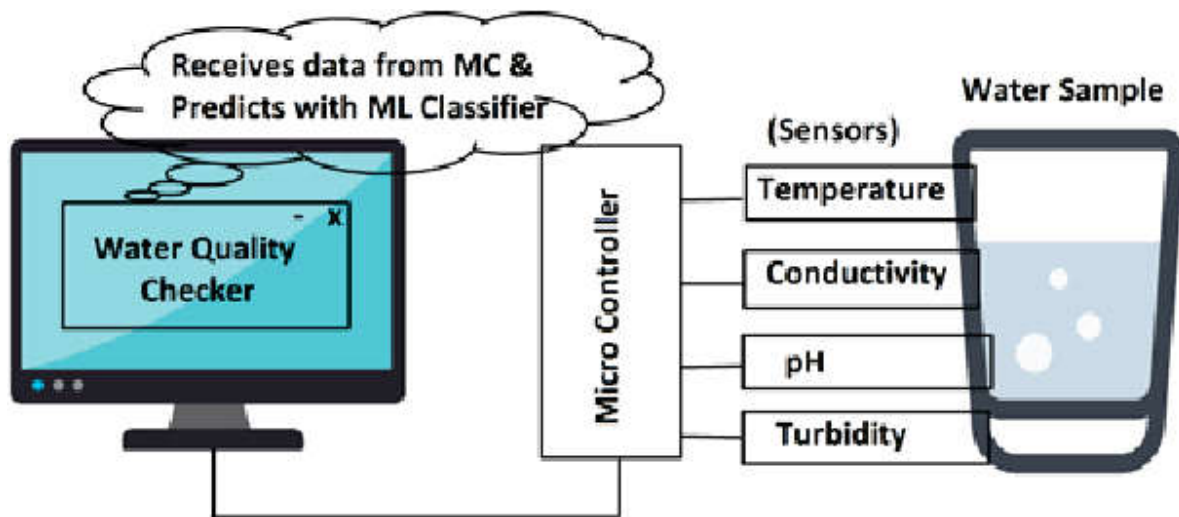 Receives data from MC &
Predicts with ML Classifier
Water Sample
(Sensors)
Temperature
- X
Water Quality
Checker
Conductivity
Micro Controller
pH
Turbidity